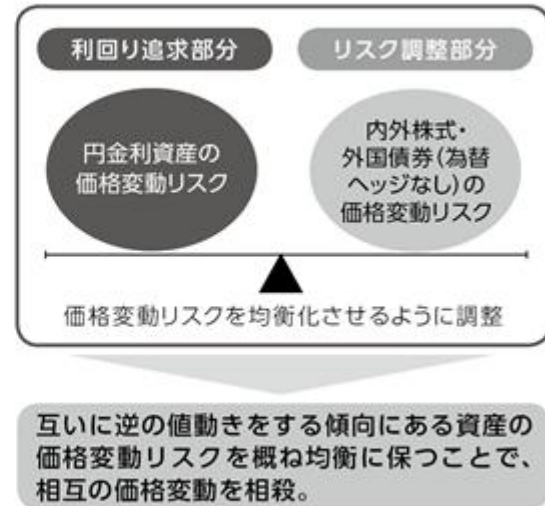 利回り追求部分
リスク調整部分
円金利資産の
価格変動リスク
内外株式・
外国債券(為替
ヘッジなし)の
価格変動リスク
価格変動リスクを均衡化させるように調整
互いに逆の値動きをする傾向にある資産の
価格変動リスクを概ね均衡に保つことで、
相互の価格変動を相殺。